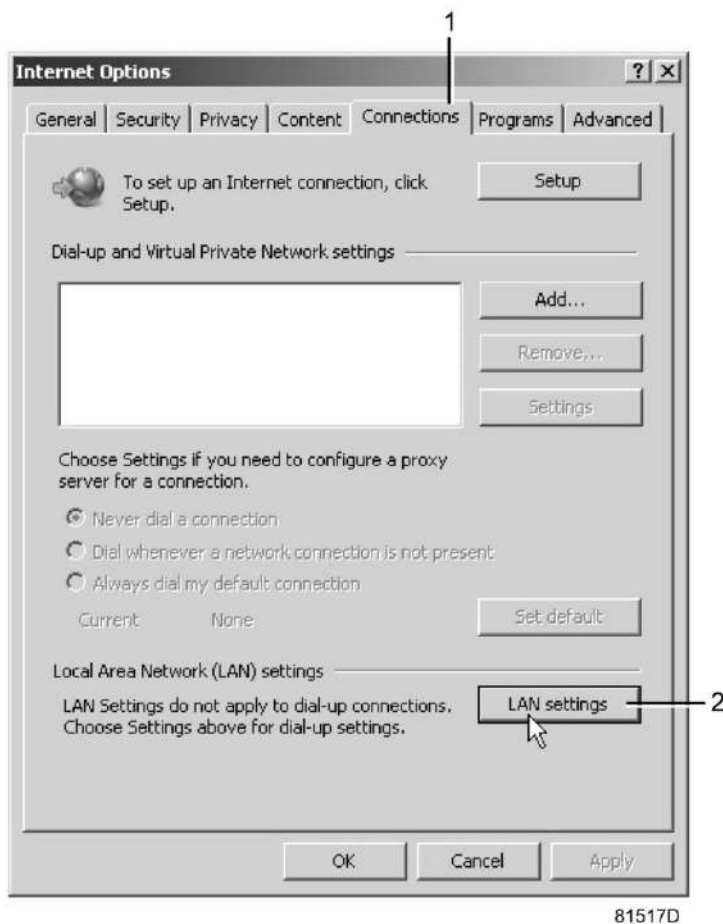 1
Internet Options
General Security Privacy Content Connections Programs Advanced
To set up an Internet connection, click
Setup.
Setup
Dial-up and Virtual Private Network settings
Add...
Remove...
Settings
Choose Settings if you need to configure a proxy
server for a connection.
Never dial a connection
Dial whenever a network connection is not present
Always dial my default connection
Current None
Set default
Local Area Network (LAN) settings
LAN Settings do not apply to dial-up connections.
Choose Settings above for dial-up settings.
LAN settings
2
OK Cancel Apply
81517D